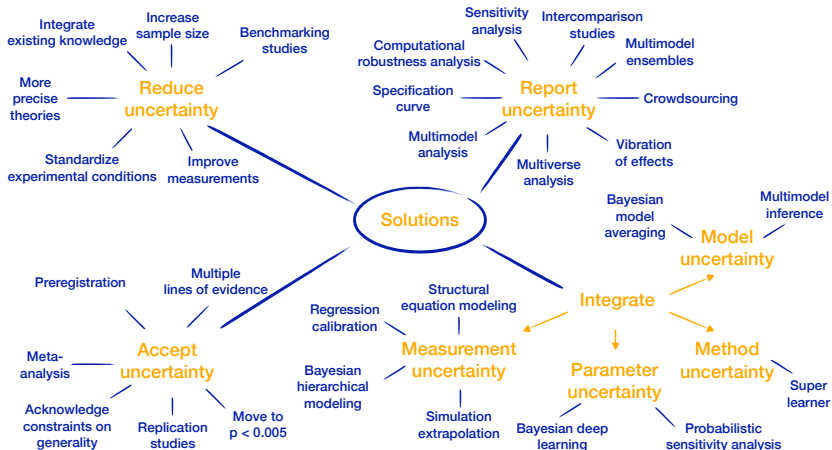 Integrate
existing knowledge
Increase
sample size
Benchmarking
studies
More
precise
theories
Reduce
uncertainty
Standardize
experimental conditions
Improve
measurements
Sensitivity
analysis
Intercomparison
studies
Computational
robustness analysis
Multimodel
ensembles
Specification
curve
Report
uncertainty
Crowdsourcing
Multimodel
analysis
Multiverse
analysis
Vibration
of effects
Solutions
Bayesian
model
averaging
Multimodel
inference
Model
uncertainty
Integrate
Preregistration
Multiple
lines of evidence
Meta-
analysis
Accept
uncertainty
Acknowledge
constraints on
generality
Replication
studies
Move to
p < 0.005
Structural
equation modeling
Regression
calibration
Measurement
uncertainty
Bayesian
hierarchical
modeling
Simulation
extrapolation
Parameter
uncertainty
Bayesian deep
learning
Probabilistic
sensitivity analysis
Method
uncertainty
Super
learner